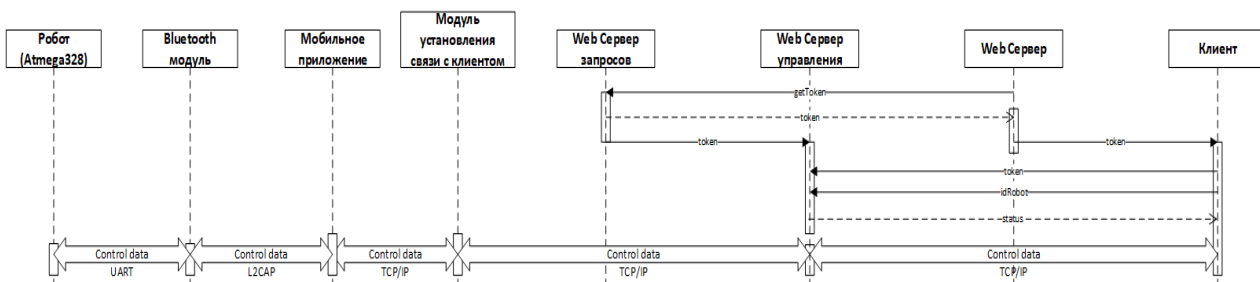 Робот
(Atmega328)
Bluetooth
модуль
Мобильное
приложение
Модуль
установления
связи с клиентом
Web Сервер
запросов
Web Сервер
управления
Web Сервер
Клиент
getToken
token
token
token
token
idRobot
status
Control data
UART
Control data
L2CAP
Control data
TCP/IP
Control data
TCP/IP
Control data
TCP/IP